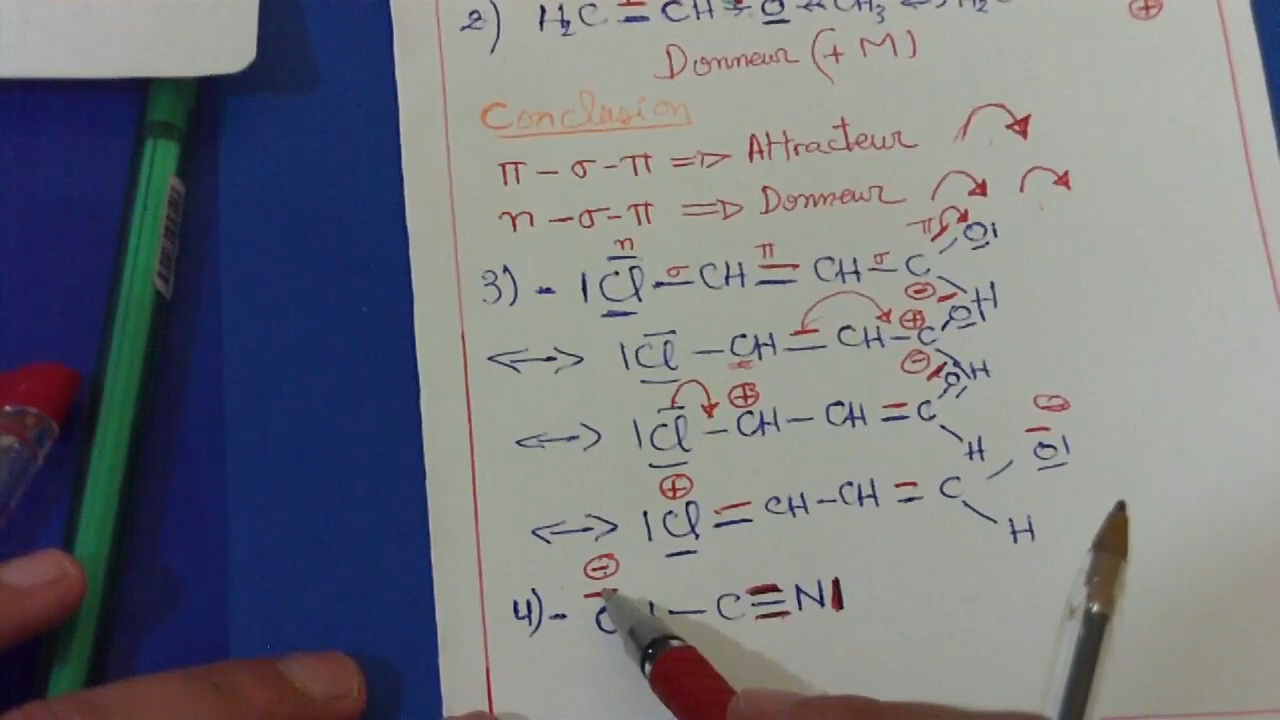 2) H₂C = CH - O - CH₃ ↔ H₂C ⊕
Donneur (+ M)
Conclusion
π - σ - π ⇒ Attracteur
n - σ - π ⇒ Donneur
3) - |Cl - CH = CH - C O| H
n σ π σ π
↔ |Cl - CH = CH - C O| H ⊕ ⊖
↔ |Cl - CH - CH = C O| H ⊕ ⊖
↔ |Cl = CH - CH = C O| H ⊕ ⊖
4) - C - C ≡ N| ⊖